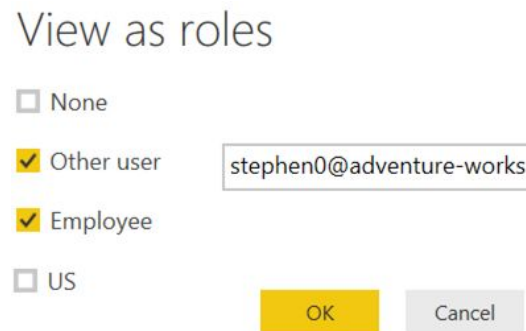 View as roles
None
Other user
stephen0@adventure-works
Employee
US
OK
Cancel